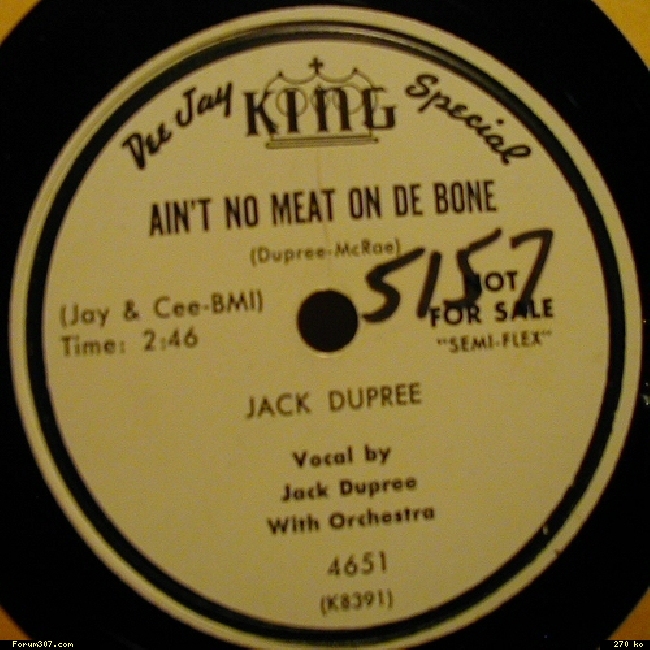 Dee Jay KING Special
AIN'T NO MEAT ON DE BONE
(Dupree-McRae)
5157
(Jay & Cee-BMI)
NOT
Time: 2:46
FOR SALE
"SEMI-FLEX"
JACK DUPREE
Vocal by
Jack Dupree
With Orchestra
4651
(K8391)
Forum307.com
270 ko